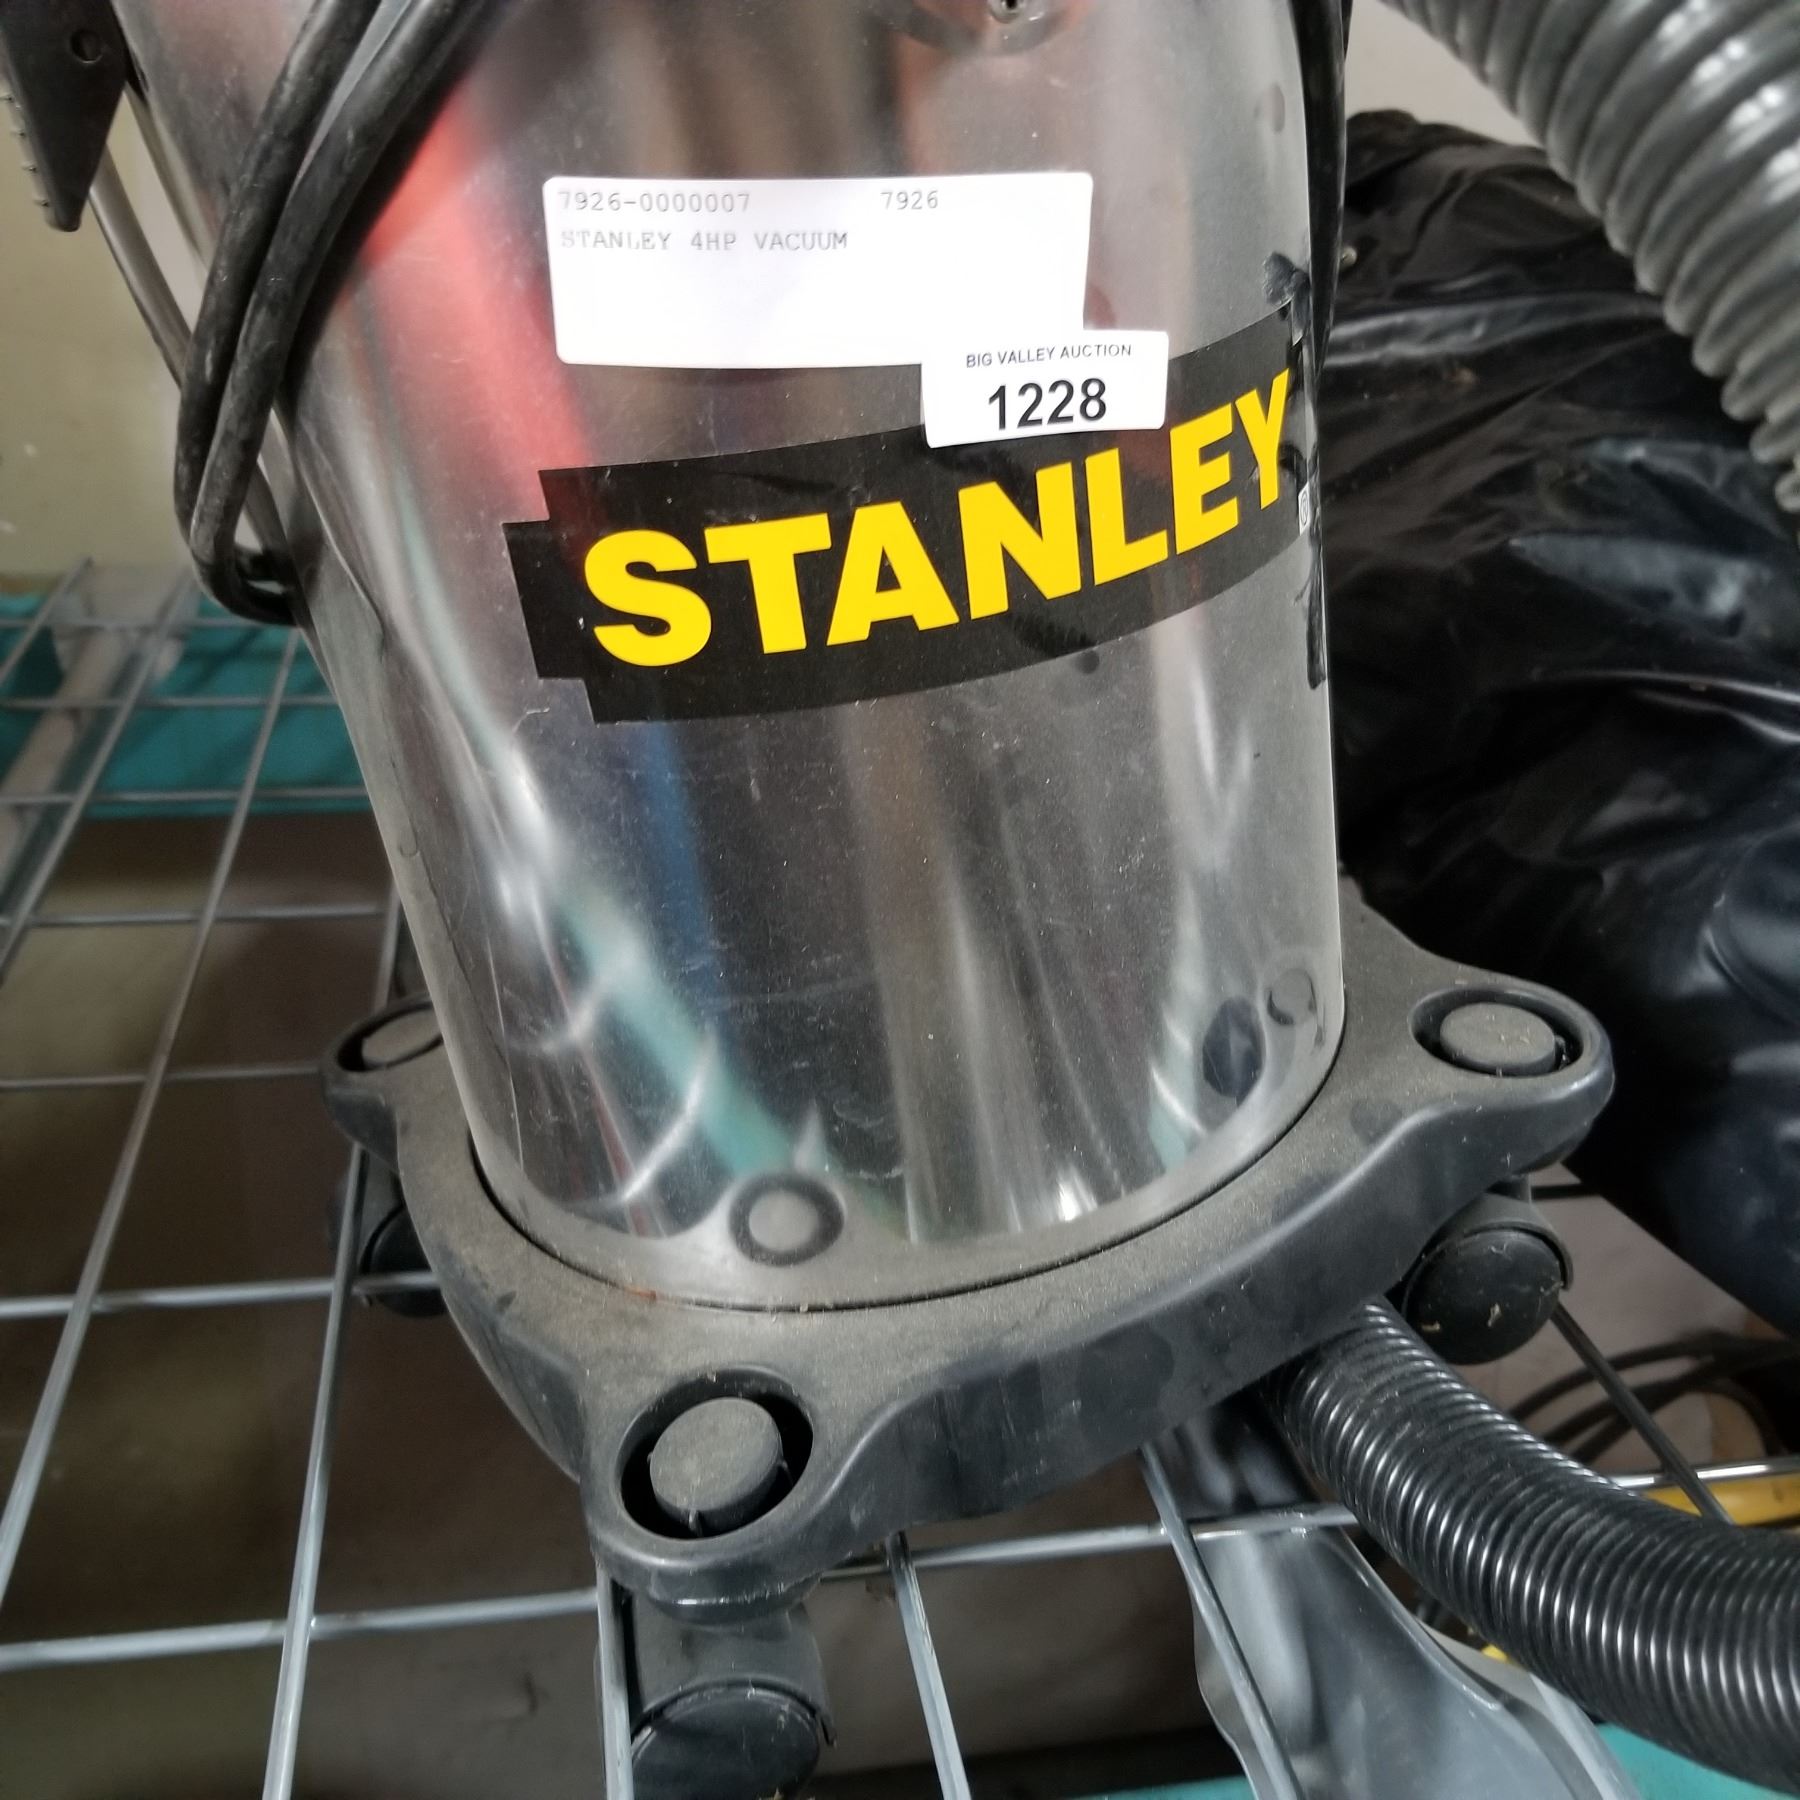 7926-0000007 7926
STANLEY 4HP VACUUM
BIG VALLEY AUCTION
1228
STANLEY